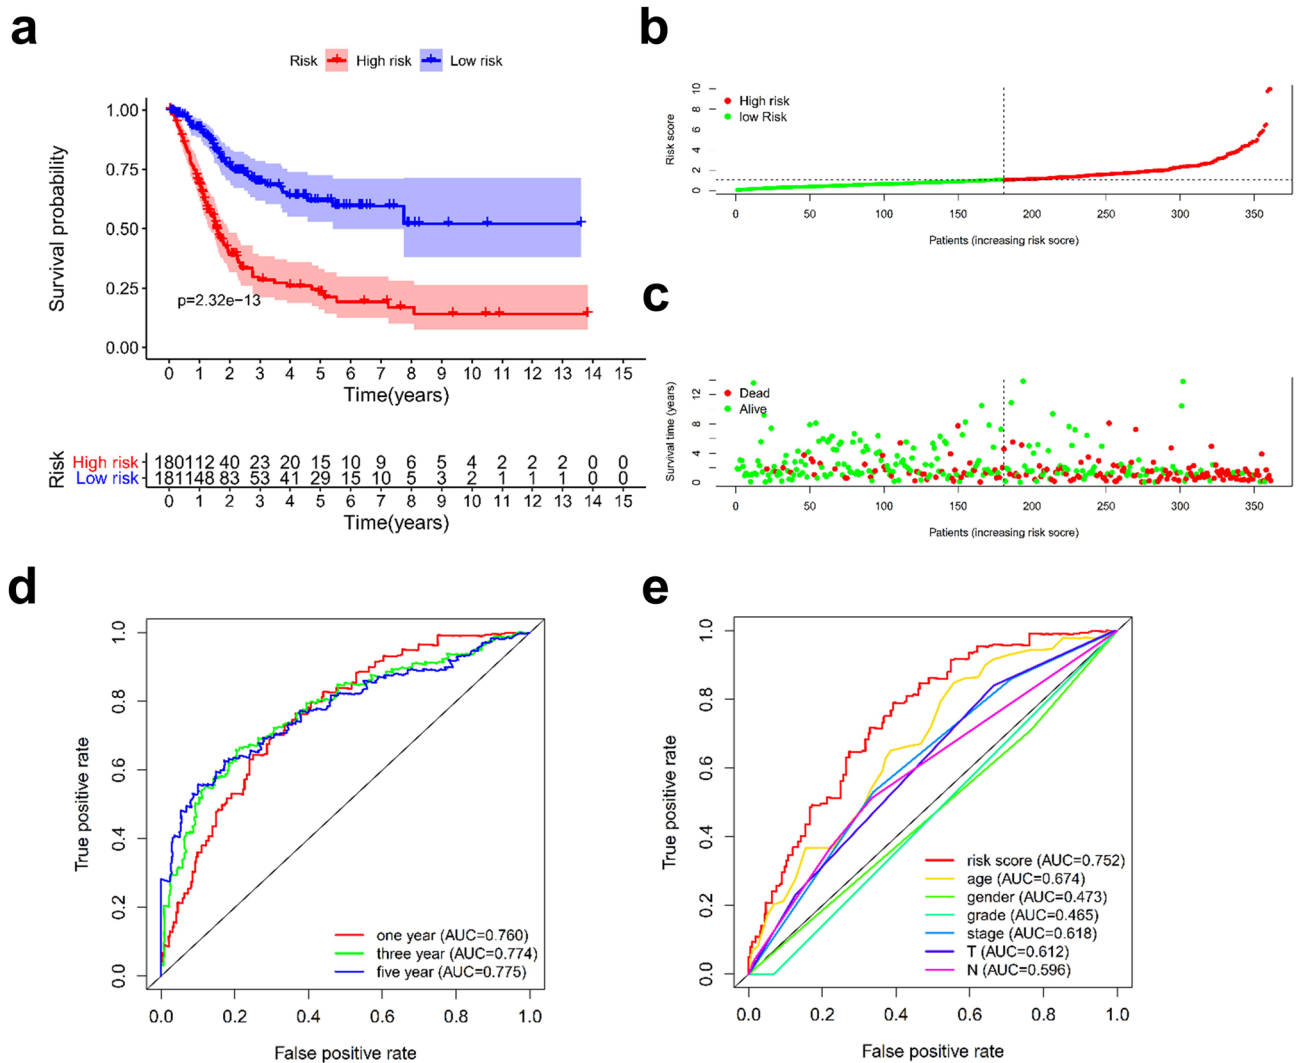 a
Risk High risk Low risk
1.00
0.75
0.50
0.25
0.00
Survival probability
p=2.32e−13
0 1 2 3 4 5 6 7 8 9 10 11 12 13 14 15
Time(years)
Risk
High risk 180 112 40 23 20 15 10 9 6 5 4 2 2 2 0 0
Low risk 181 148 83 53 41 29 15 10 5 3 2 1 1 1 0 0
0 1 2 3 4 5 6 7 8 9 10 11 12 13 14 15
Time(years)
b
Risk score
10
8
6
4
2
0
High risk
low Risk
0 50 100 150 200 250 300 350
Patients (increasing risk socre)
c
Survival time (years)
12
8
4
2
0
Dead
Alive
0 50 100 150 200 250 300 350
Patients (increasing risk socre)
d
True positive rate
1.0
0.8
0.6
0.4
0.2
0.0
one year (AUC=0.760)
three year (AUC=0.774)
five year (AUC=0.775)
0.0 0.2 0.4 0.6 0.8 1.0
False positive rate
e
True positive rate
1.0
0.8
0.6
0.4
0.2
0.0
risk score (AUC=0.752)
age (AUC=0.674)
gender (AUC=0.473)
grade (AUC=0.465)
stage (AUC=0.618)
T (AUC=0.612)
N (AUC=0.596)
0.0 0.2 0.4 0.6 0.8 1.0
False positive rate